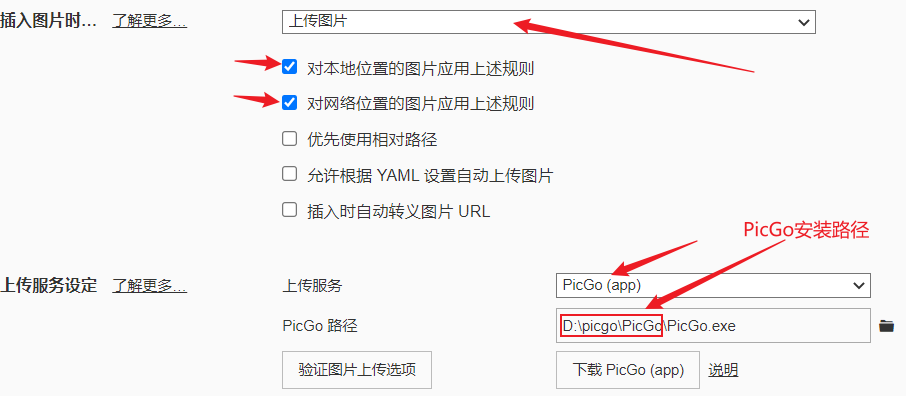 插入图片时... 了解更多... 上传图片
对本地位置的图片应用上述规则
对网络位置的图片应用上述规则
优先使用相对路径
允许根据 YAML 设置自动上传图片
插入时自动转义图片 URL
PicGo安装路径
上传服务设定 了解更多... 上传服务 PicGo (app)
PicGo 路径 D:\picgo\PicGo\PicGo.exe
验证图片上传选项 下载 PicGo (app) 说明